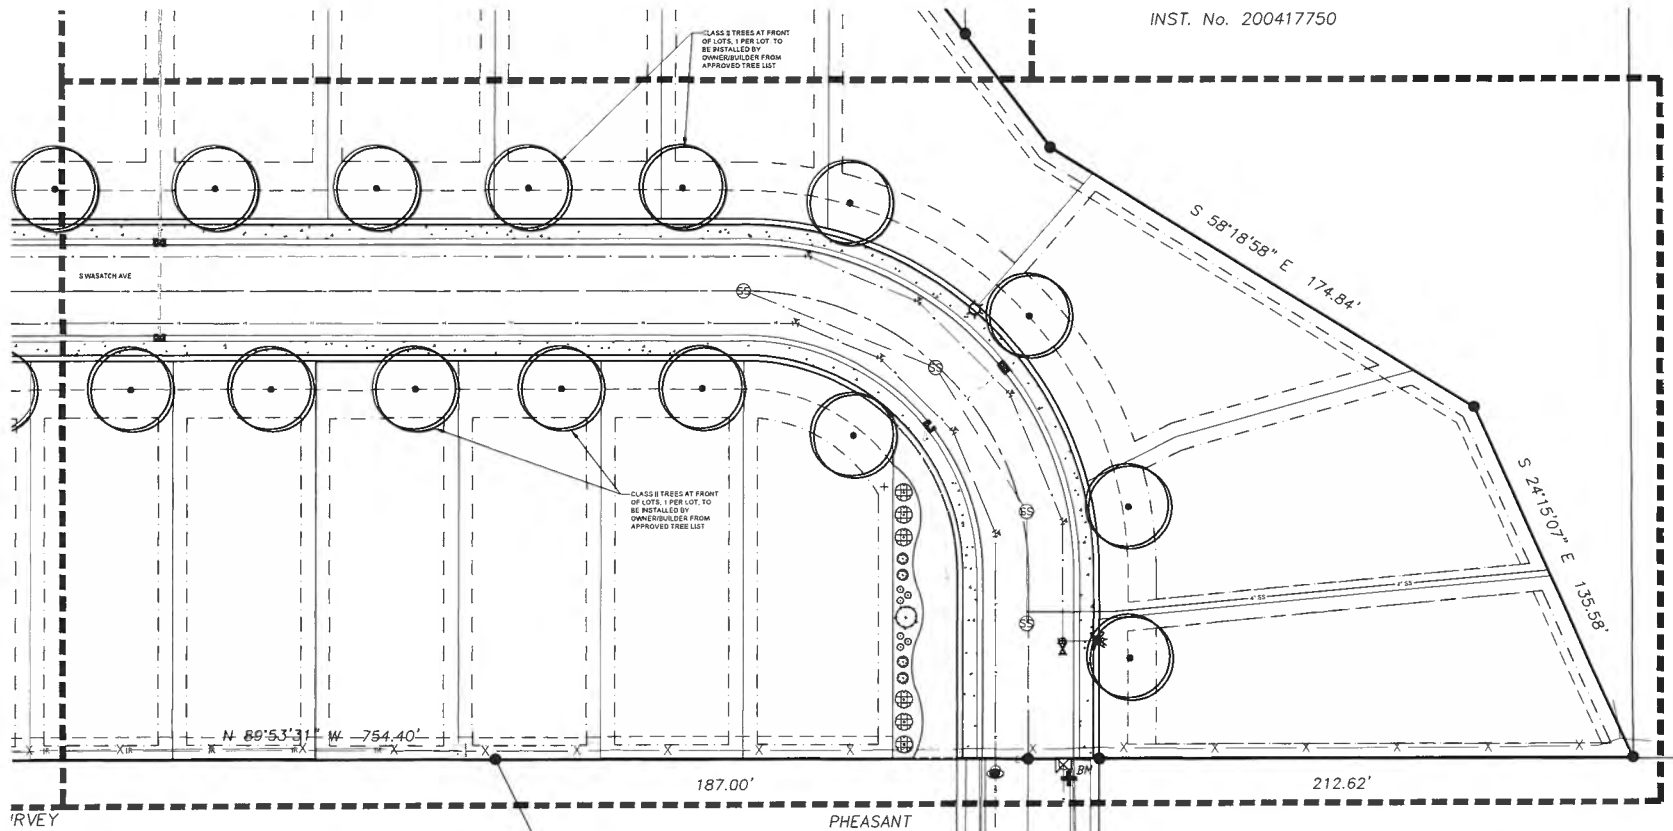 INST. No. 200417750
CLASS II TREES AT FRONT
OF LOTS, 1 PER LOT, TO
BE INSTALLED BY
OWNER/BUILDER FROM
APPROVED TREE LIST
S 58°18'58" E 174.84'
S WASATCH AVE
SS
SS
CLASS II TREES AT FRONT
OF LOTS, 1 PER LOT, TO
BE INSTALLED BY
OWNER/BUILDER FROM
APPROVED TREE LIST
S 24°15'07" E 135.58'
SS
4" SS
4" SS
SS
N 89°53'31" W 754.40'
BM
187.00'
212.62'
RVEY
PHEASANT